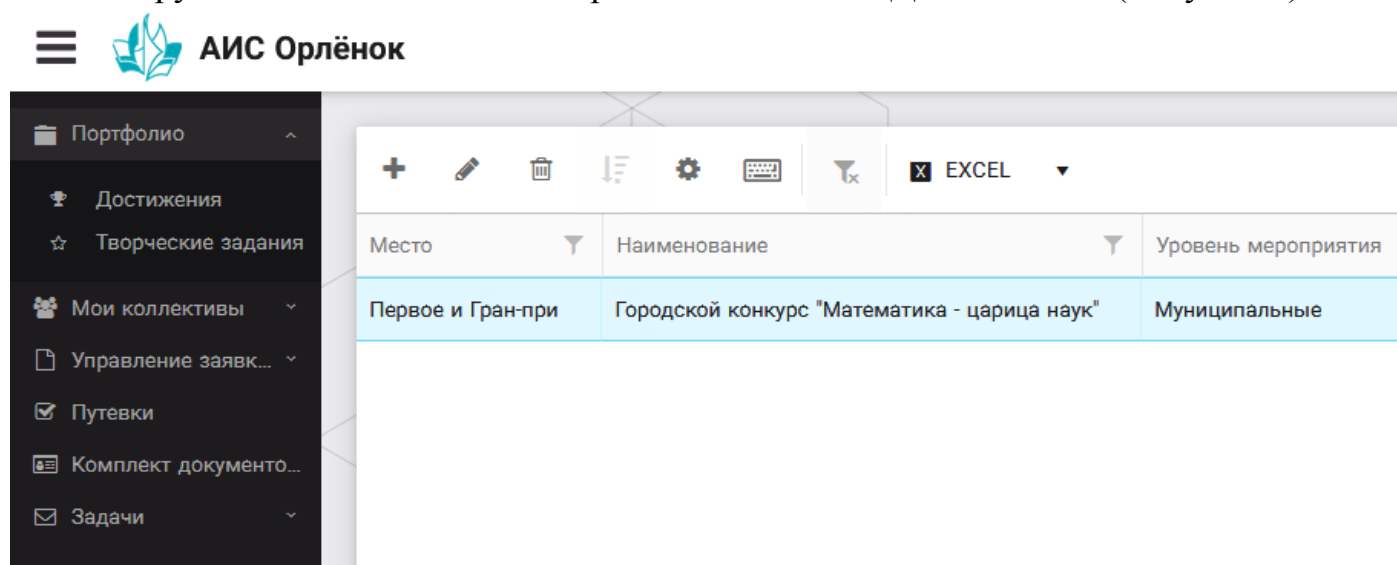 АИС Орлёнок
Портфолио
Достижения
Творческие задания
Мои коллективы
Управление заявк...
Путевки
Комплект документо...
Задачи
X EXCEL
Место Наименование Уровень мероприятия
Первое и Гран-при Городской конкурс "Математика - царица наук" Муниципальные